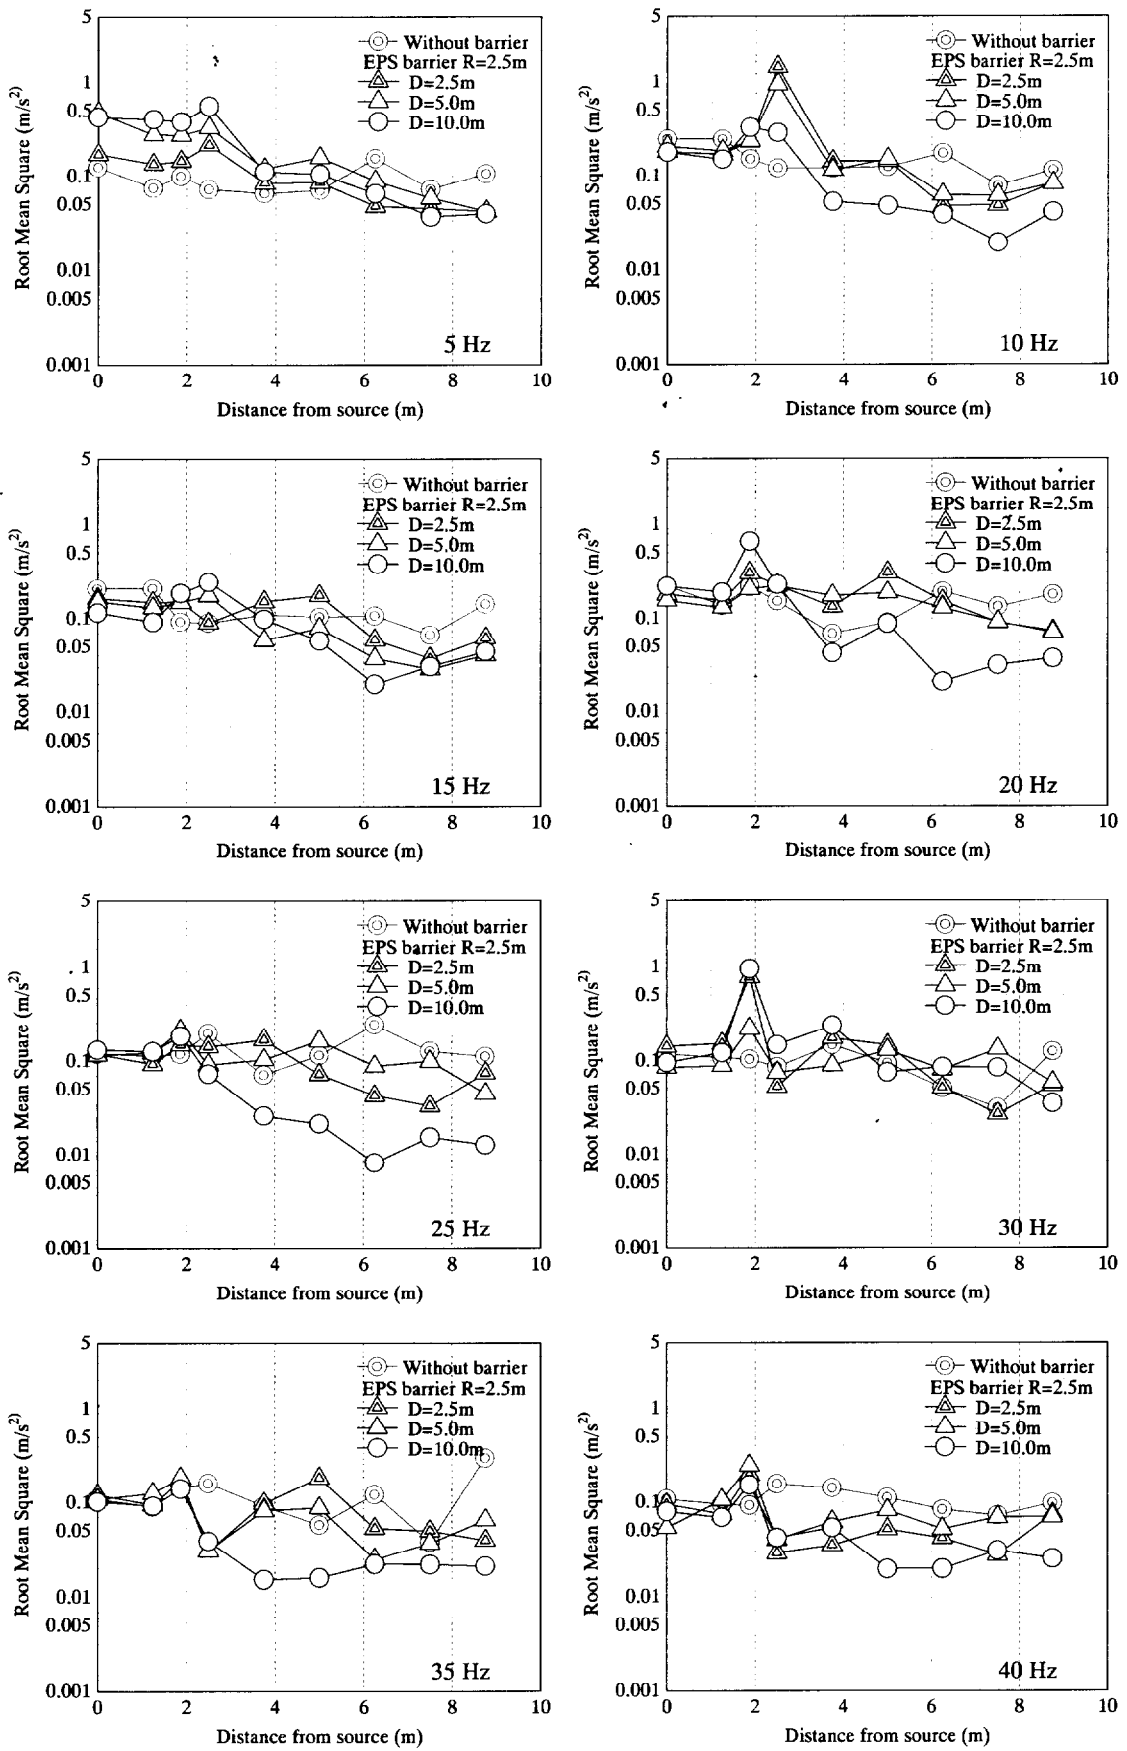 5
1
0.5
0.1
0.05
0.01
0.005
0.001
Root Mean Square (m/s²)
Without barrier
EPS barrier R=2.5m
D=2.5m
D=5.0m
D=10.0m
5 Hz
0 2 4 6 8 10
Distance from source (m)
5
1
0.5
0.1
0.05
0.01
0.005
0.001
Root Mean Square (m/s²)
Without barrier
EPS barrier R=2.5m
D=2.5m
D=5.0m
D=10.0m
10 Hz
0 2 4 6 8 10
Distance from source (m)
5
1
0.5
0.1
0.05
0.01
0.005
0.001
Root Mean Square (m/s²)
Without barrier
EPS barrier R=2.5m
D=2.5m
D=5.0m
D=10.0m
15 Hz
0 2 4 6 8 10
Distance from source (m)
5
1
0.5
0.1
0.05
0.01
0.005
0.001
Root Mean Square (m/s²)
Without barrier
EPS barrier R=2.5m
D=2.5m
D=5.0m
D=10.0m
20 Hz
0 2 4 6 8 10
Distance from source (m)
5
1
0.5
0.1
0.05
0.01
0.005
0.001
Root Mean Square (m/s²)
Without barrier
EPS barrier R=2.5m
D=2.5m
D=5.0m
D=10.0m
25 Hz
0 2 4 6 8 10
Distance from source (m)
5
1
0.5
0.1
0.05
0.01
0.005
0.001
Root Mean Square (m/s²)
Without barrier
EPS barrier R=2.5m
D=2.5m
D=5.0m
D=10.0m
30 Hz
0 2 4 6 8 10
Distance from source (m)
5
1
0.5
0.1
0.05
0.01
0.005
0.001
Root Mean Square (m/s²)
Without barrier
EPS barrier R=2.5m
D=2.5m
D=5.0m
D=10.0m
35 Hz
0 2 4 6 8 10
Distance from source (m)
5
1
0.5
0.1
0.05
0.01
0.005
0.001
Root Mean Square (m/s²)
Without barrier
EPS barrier R=2.5m
D=2.5m
D=5.0m
D=10.0m
40 Hz
0 2 4 6 8 10
Distance from source (m)